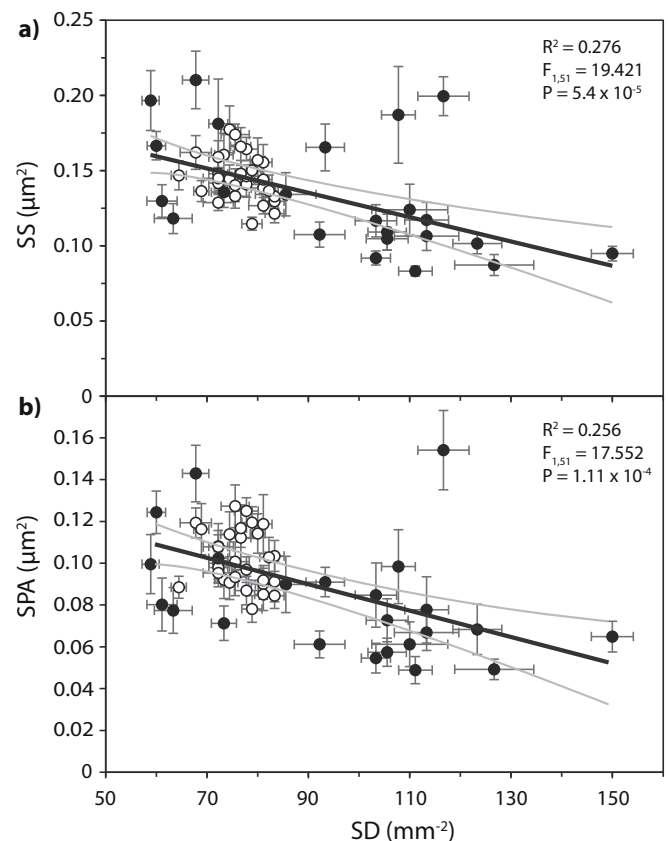 a)
R² = 0.276
F₁,₅₁ = 19.421
P = 5.4 x 10⁻⁵
0.25
0.20
0.15
0.10
0.05
0
SS (μm²)
b)
R² = 0.256
F₁,₅₁ = 17.552
P = 1.11 x 10⁻⁴
0.16
0.14
0.12
0.10
0.08
0.06
0.04
0.02
0
SPA (μm²)
50 70 90 110 130 150
SD (mm⁻²)